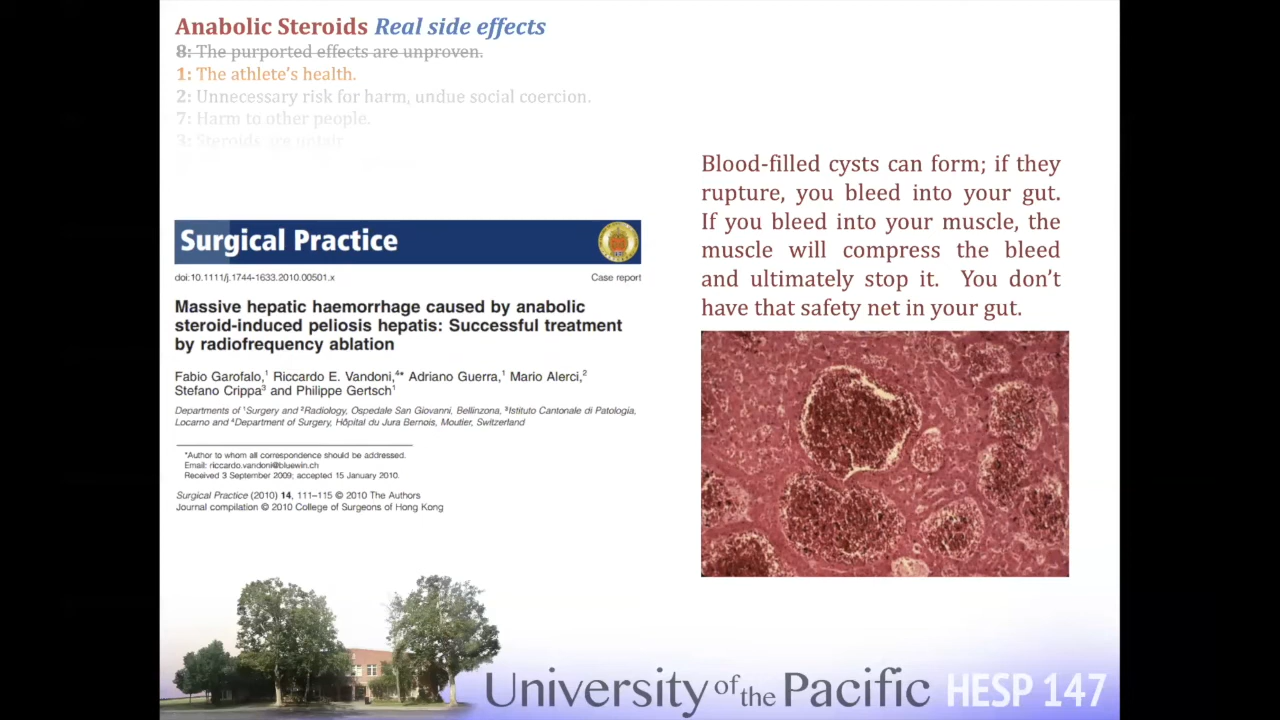 Anabolic Steroids Real side effects
8: The purported effects are unproven.
1: The athlete's health.
2: Unnecessary risk for harm, undue social coercion.
7: Harm to other people.
3: Steroids are unfair
Surgical Practice
doi:10.1111/j.1744-1633.2010.00501.x Case report
Massive hepatic haemorrhage caused by anabolic
steroid-induced peliosis hepatis: Successful treatment
by radiofrequency ablation
Fabio Garofalo,1 Riccardo E. Vandoni,4* Adriano Guerra,1 Mario Alerci,2
Stefano Crippa3 and Philippe Gertsch1
Departments of 1Surgery and 2Radiology, Ospedale San Giovanni, Bellinzona, 3Istituto Cantonale di Patologia,
Locarno and 4Department of Surgery, Hôpital du Jura Bernois, Moutier, Switzerland
*Author to whom all correspondence should be addressed.
Email: riccardo.vandoni@bluewin.ch
Received 3 September 2009; accepted 15 January 2010.
Surgical Practice (2010) 14, 111–115 © 2010 The Authors
Journal compilation © 2010 College of Surgeons of Hong Kong
Blood-filled cysts can form; if they
rupture, you bleed into your gut.
If you bleed into your muscle, the
muscle will compress the bleed
and ultimately stop it. You don't
have that safety net in your gut.
University of the Pacific HESP 147